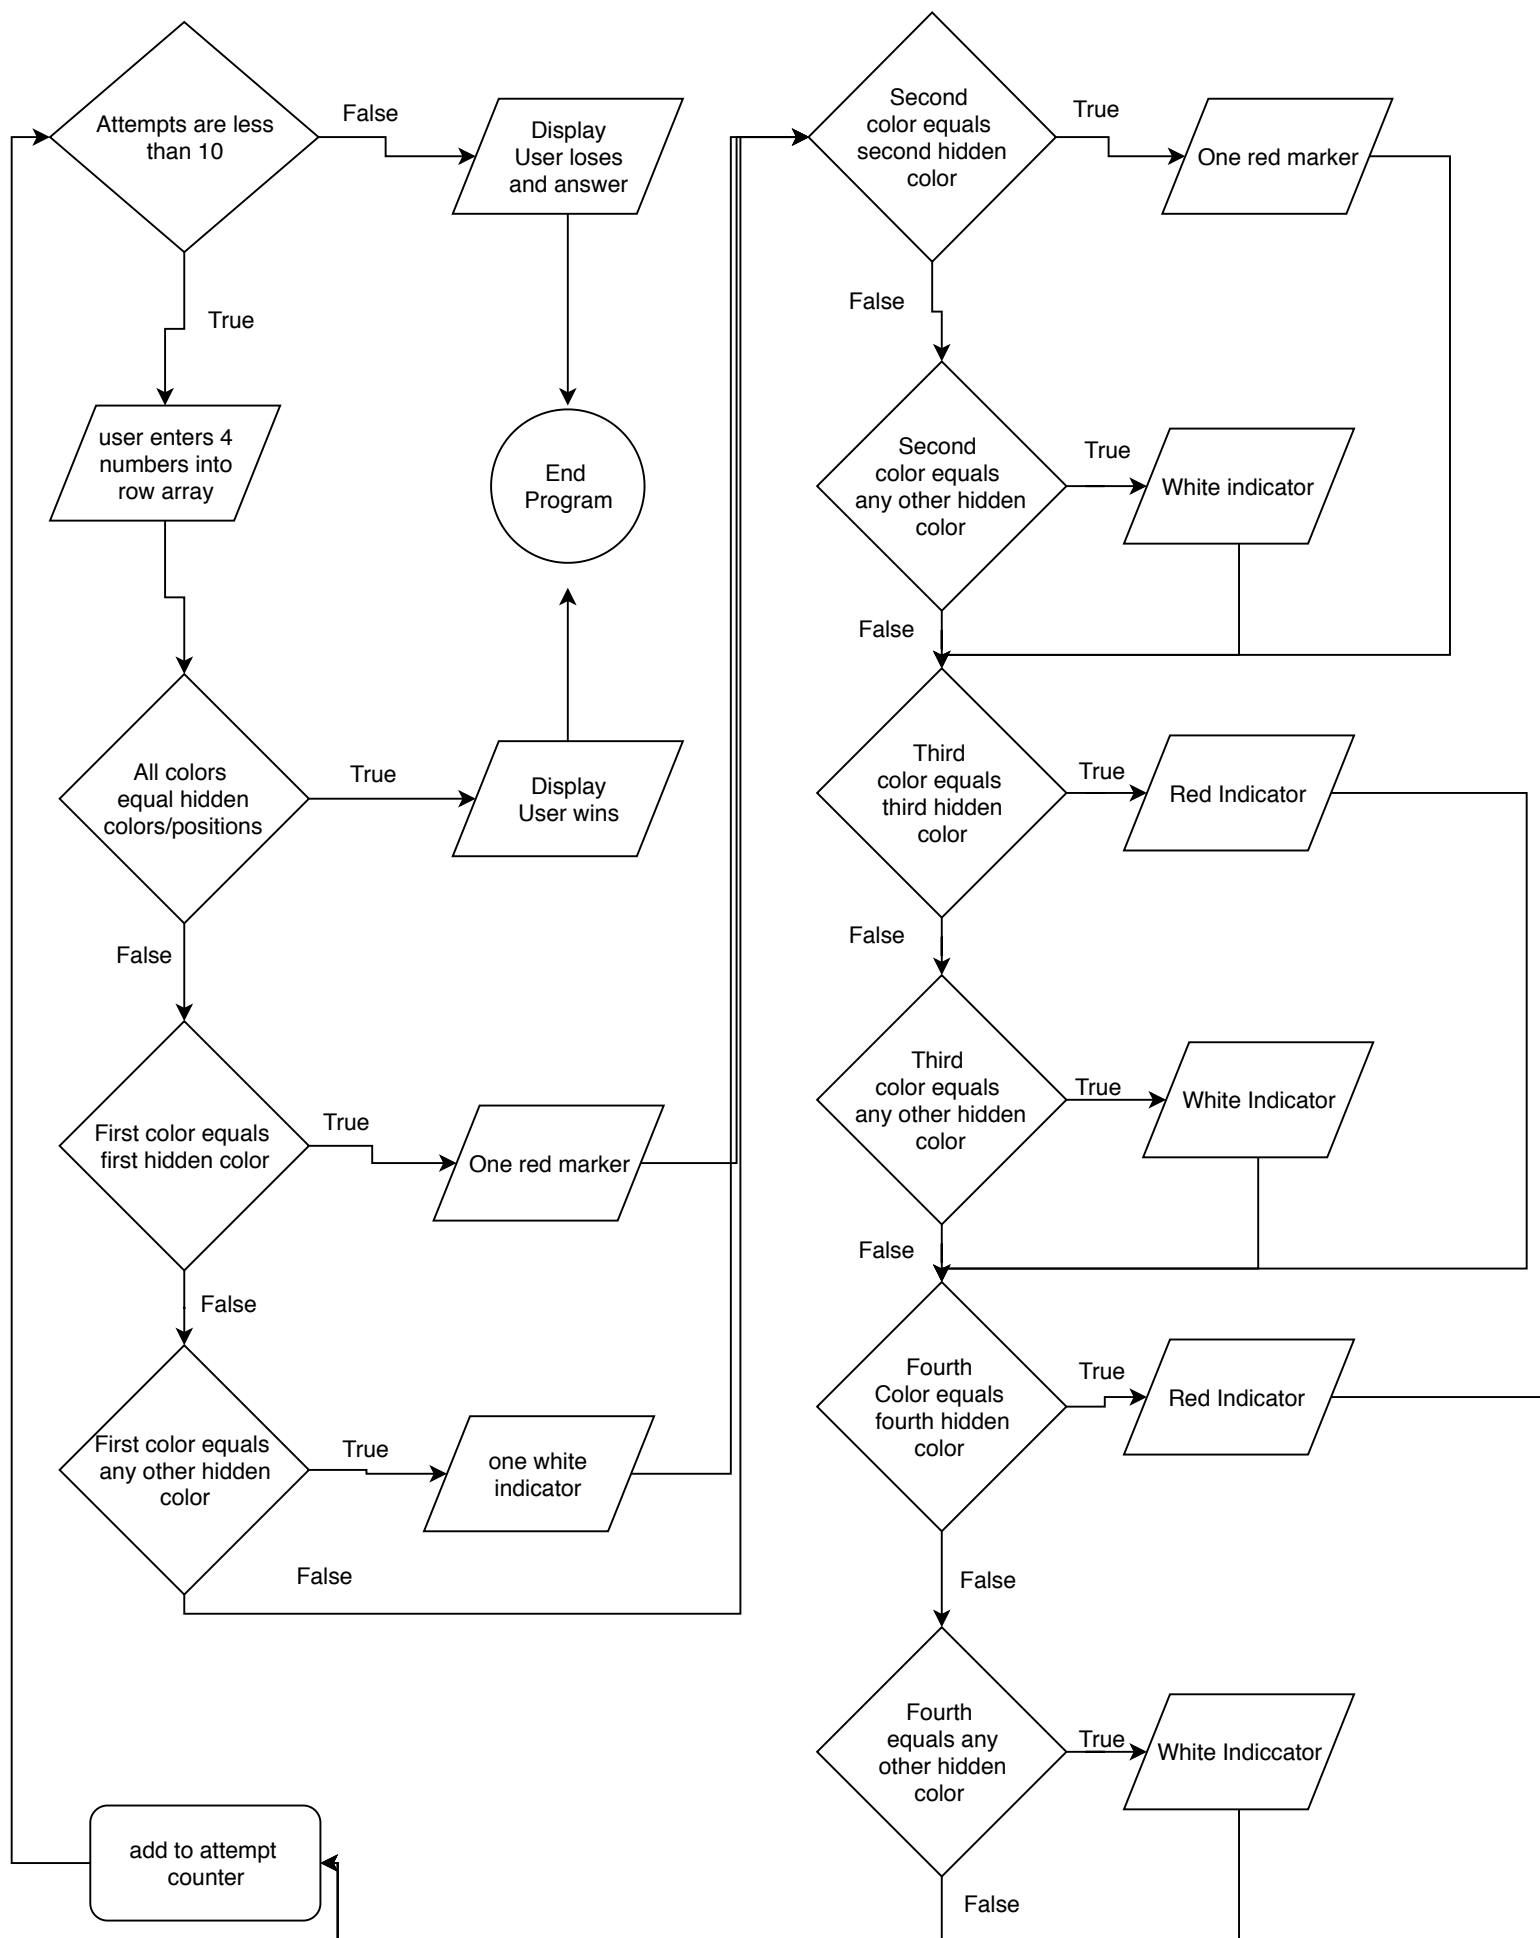 Attempts are less
than 10
False
Display
User loses
and answer
True
user enters 4
numbers into
row array
End
Program
All colors
equal hidden
colors/positions
True
Display
User wins
False
First color equals
first hidden color
True
One red marker
False
First color equals
any other hidden
color
True
one white
indicator
False
add to attempt
counter
Second
color equals
second hidden
color
True
One red marker
False
Second
color equals
any other hidden
color
True
White indicator
False
Third
color equals
third hidden
color
True
Red Indicator
False
Third
color equals
any other hidden
color
True
White Indicator
False
Fourth
Color equals
fourth hidden
color
True
Red Indicator
False
Fourth
equals any
other hidden
color
True
White Indiccator
False